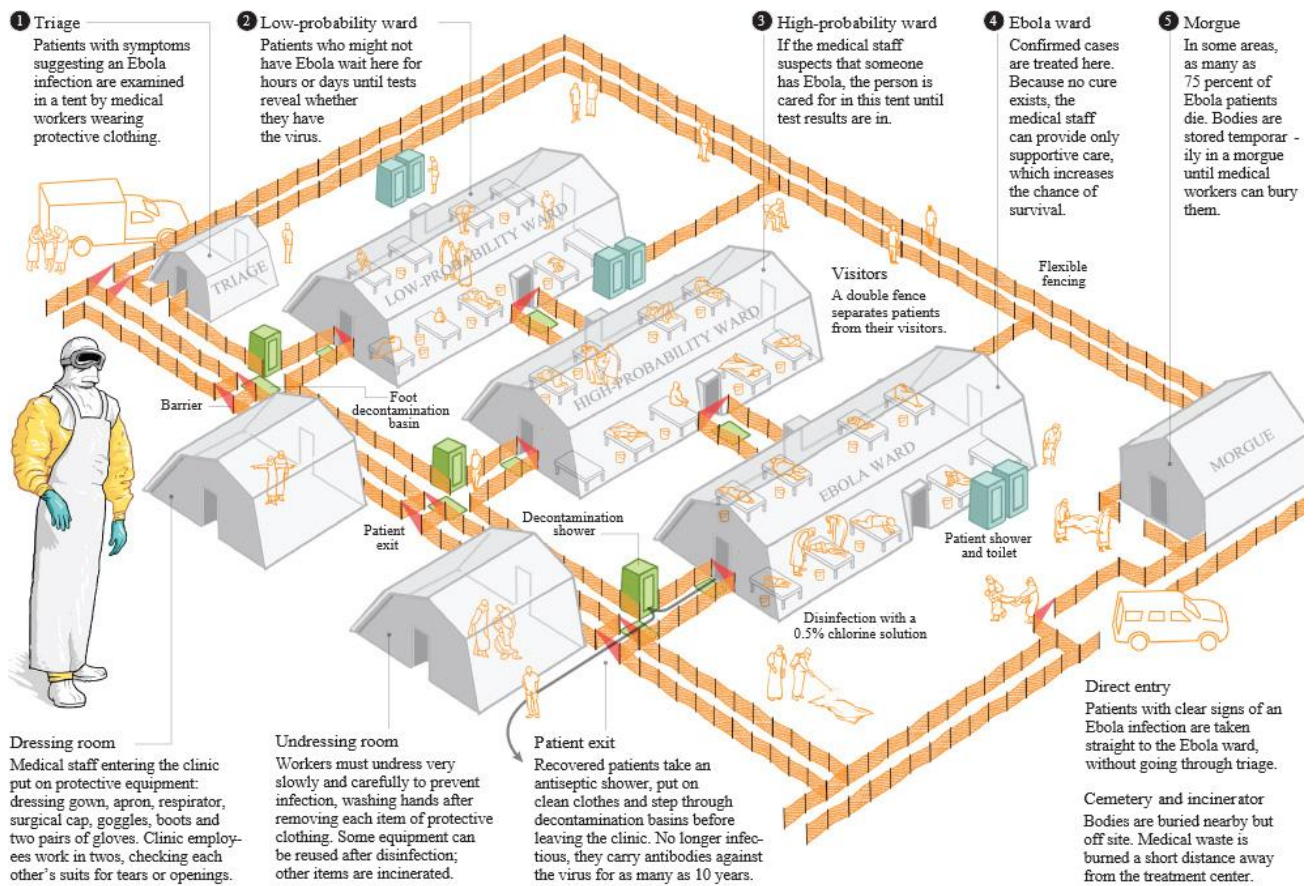 1 Triage
Patients with symptoms
suggesting an Ebola
infection are examined
in a tent by medical
workers wearing
protective clothing.
2 Low-probability ward
Patients who might not
have Ebola wait here for
hours or days until tests
reveal whether
they have
the virus.
3 High-probability ward
If the medical staff
suspects that someone
has Ebola, the person is
cared for in this tent until
test results are in.
4 Ebola ward
Confirmed cases
are treated here.
Because no cure
exists, the
medical staff
can provide only
supportive care,
which increases
the chance of
survival.
5 Morgue
In some areas,
as many as
75 percent of
Ebola patients
die. Bodies are
stored temporar -
ily in a morgue
until medical
workers can bury
them.
TRIAGE
LOW-PROBABILITY WARD
HIGH-PROBABILITY WARD
EBOLA WARD
MORGUE
Visitors
A double fence
separates patients
from their visitors.
Flexible
fencing
Barrier
Foot
decontamination
basin
Patient
exit
Decontamination
shower
Patient shower
and toilet
Disinfection with a
0.5% chlorine solution
Dressing room
Medical staff entering the clinic
put on protective equipment:
dressing gown, apron, respirator,
surgical cap, goggles, boots and
two pairs of gloves. Clinic employ-
ees work in twos, checking each
other's suits for tears or openings.
Undressing room
Workers must undress very
slowly and carefully to prevent
infection, washing hands after
removing each item of protective
clothing. Some equipment can
be reused after disinfection;
other items are incinerated.
Patient exit
Recovered patients take an
antiseptic shower, put on
clean clothes and step through
decontamination basins before
leaving the clinic. No longer infec-
tious, they carry antibodies against
the virus for as many as 10 years.
Direct entry
Patients with clear signs of an
Ebola infection are taken
straight to the Ebola ward,
without going through triage.
Cemetery and incinerator
Bodies are buried nearby but
off site. Medical waste is
burned a short distance away
from the treatment center.